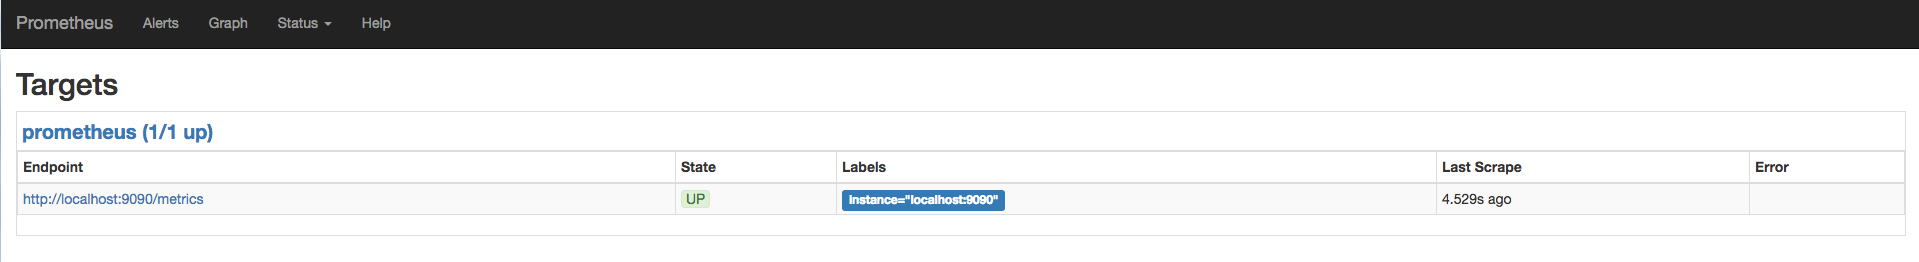 Prometheus Alerts Graph Status Help
Targets
prometheus (1/1 up)
Endpoint State Labels Last Scrape Error
http://localhost:9090/metrics UP instance="localhost:9090" 4.529s ago